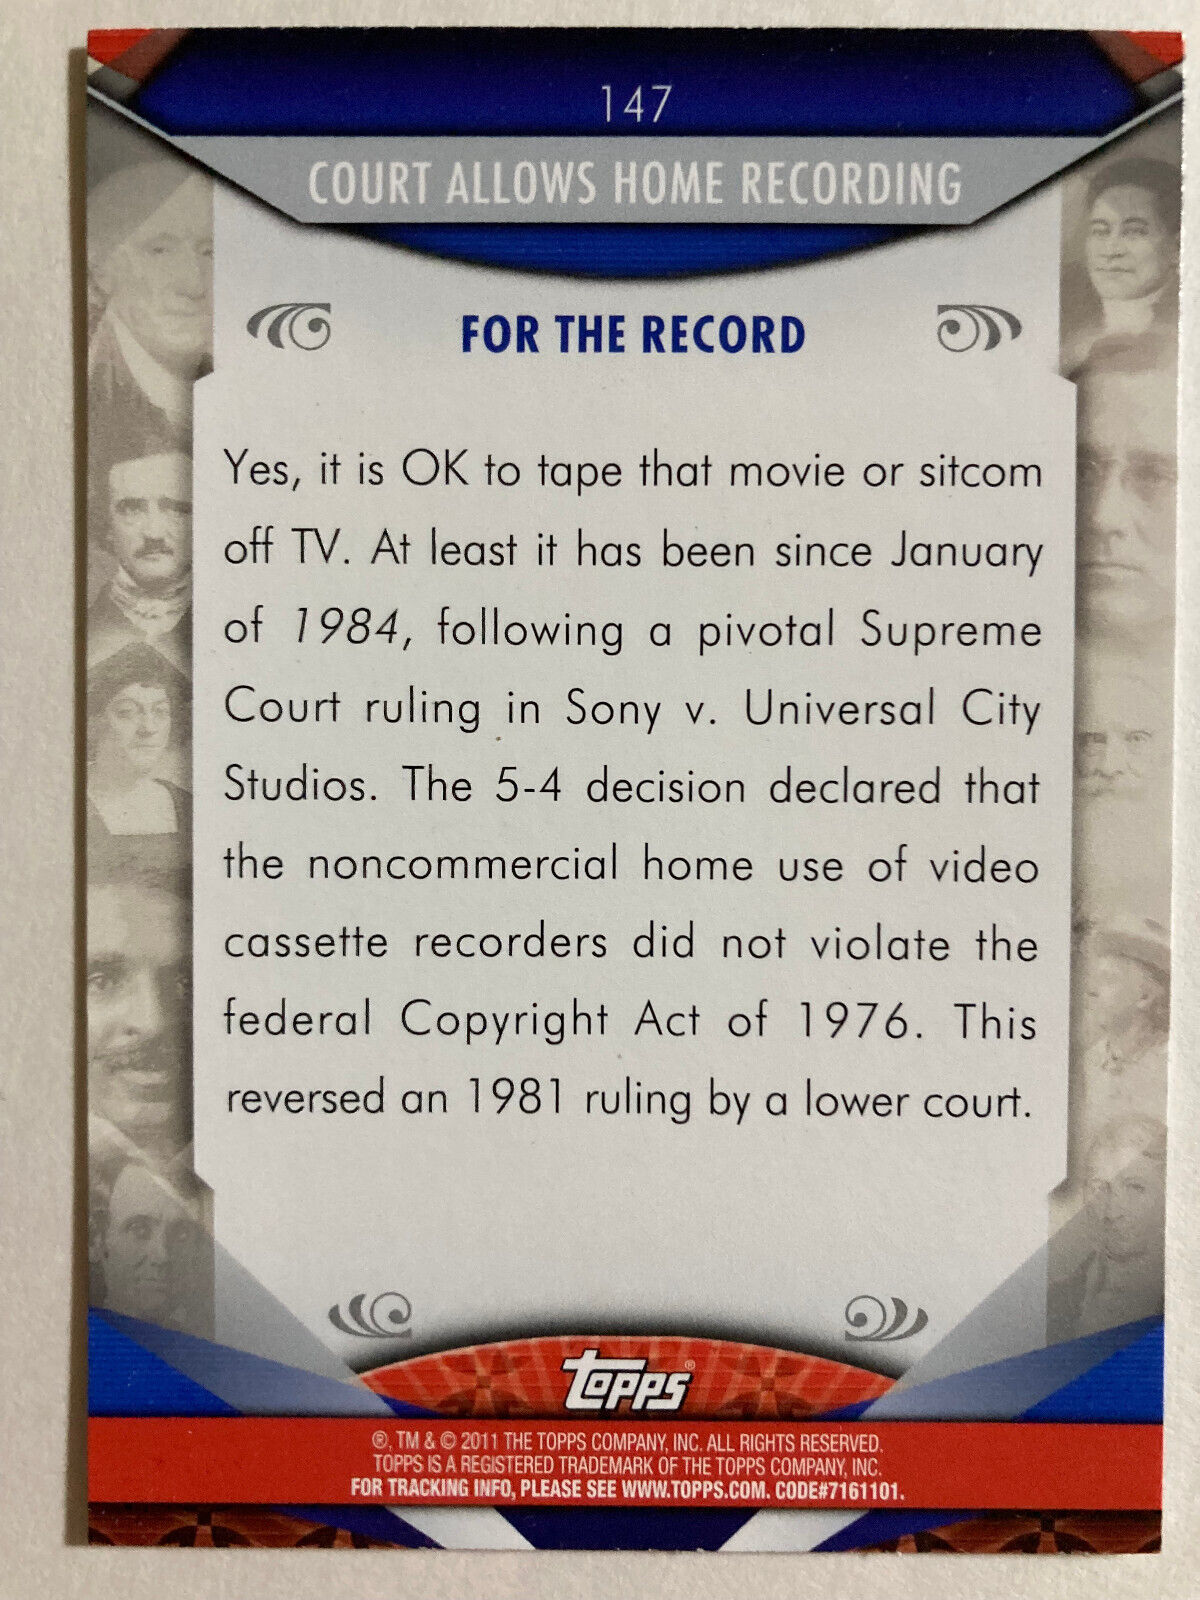 147
COURT ALLOWS HOME RECORDING
FOR THE RECORD
Yes, it is OK to tape that movie or sitcom
off TV. At least it has been since January
of 1984, following a pivotal Supreme
Court ruling in Sony v. Universal City
Studios. The 5-4 decision declared that
the noncommercial home use of video
cassette recorders did not violate the
federal Copyright Act of 1976. This
reversed an 1981 ruling by a lower court.
topps®
®, TM & © 2011 THE TOPPS COMPANY, INC. ALL RIGHTS RESERVED.
TOPPS IS A REGISTERED TRADEMARK OF THE TOPPS COMPANY, INC.
FOR TRACKING INFO, PLEASE SEE WWW.TOPPS.COM. CODE#7161101.